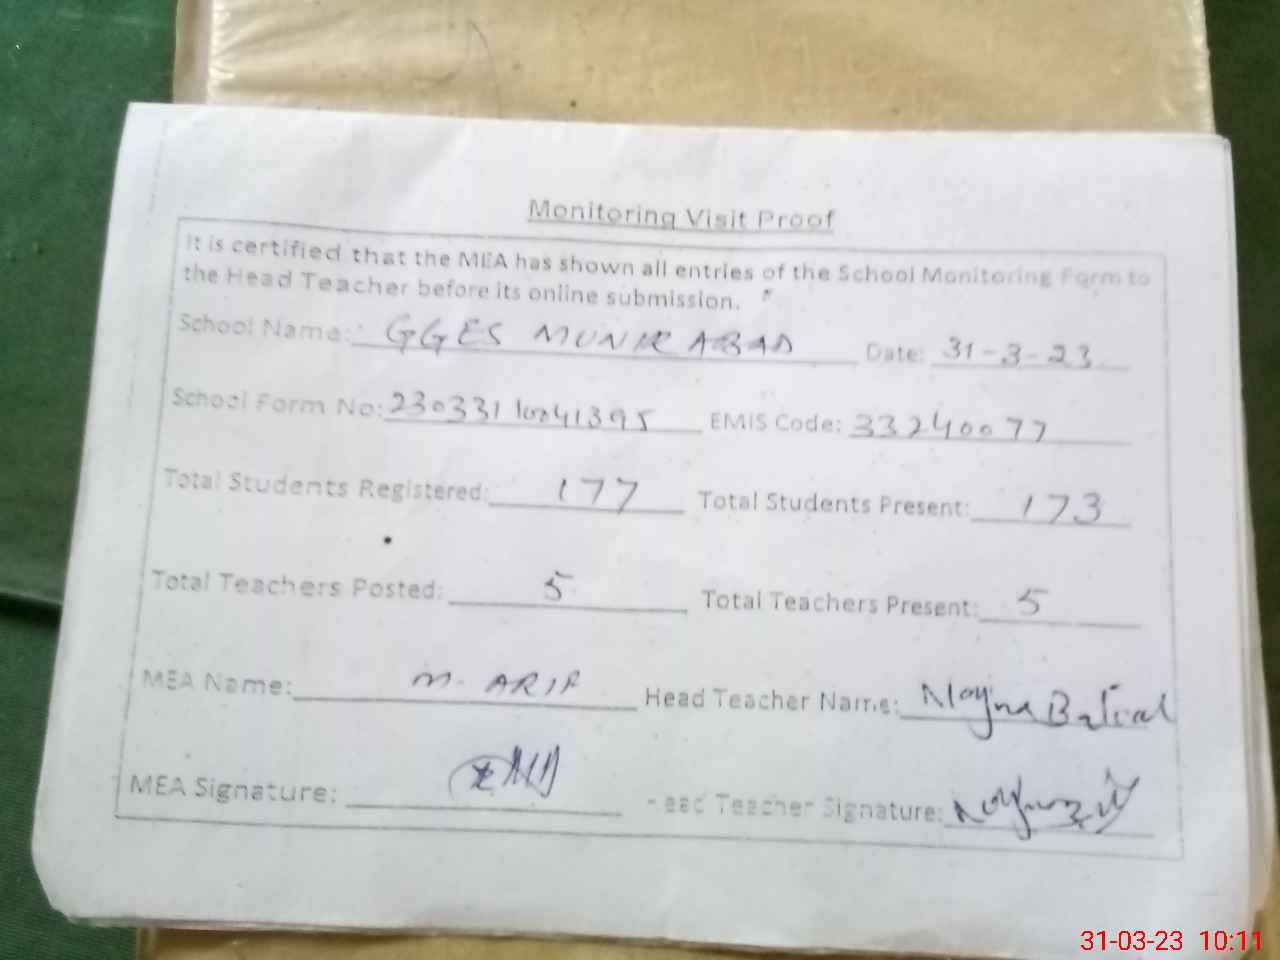 Monitoring Visit Proof
It is certified that the MEA has shown all entries of the School Monitoring Form to
the Head Teacher before its online submission.
School Name: GGES MUNIR ABAD Date: 31-3-23
School Form No: 23033110041395 EMIS Code: 33240077
Total Students Registered: 177 Total Students Present: 173
Total Teachers Posted: 5 Total Teachers Present: 5
MEA Name: M. ARIF Head Teacher Name:
MEA Signature: Head Teacher Signature:
31-03-23 10:11